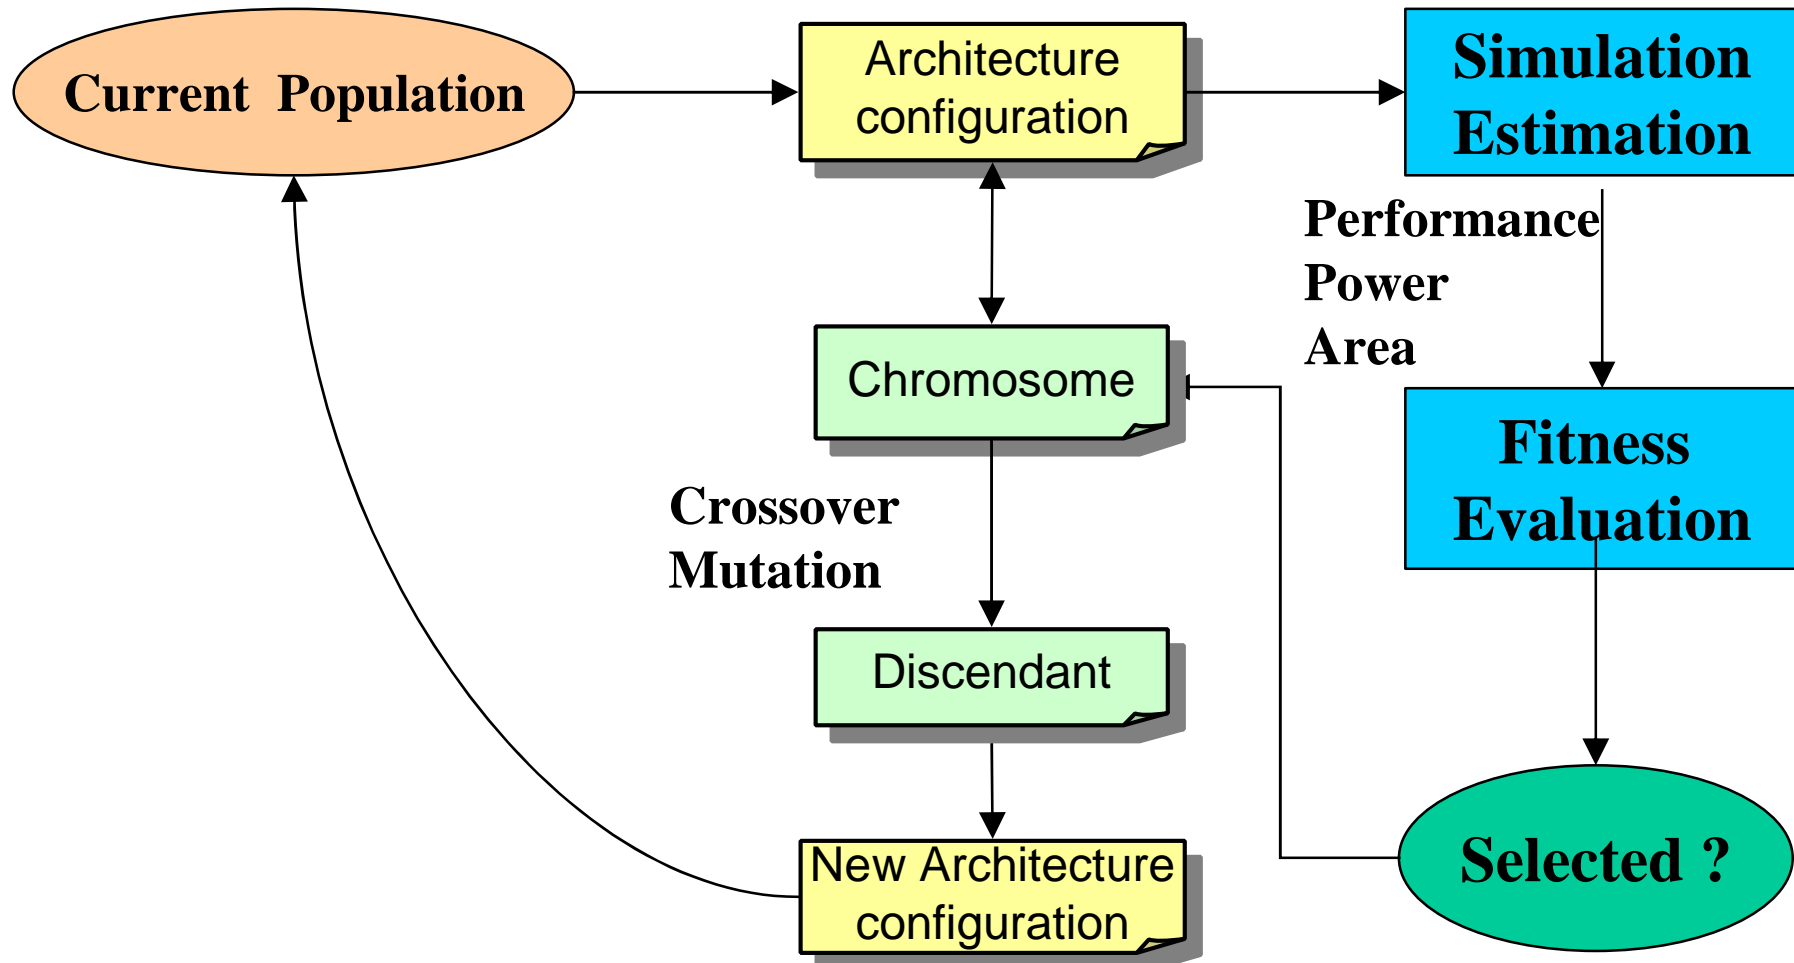 Current Population
Architecture
configuration
Simulation
Estimation
Performance
Power
Area
Chromosome
Fitness
Evaluation
Crossover
Mutation
Discendant
New Architecture
configuration
Selected ?